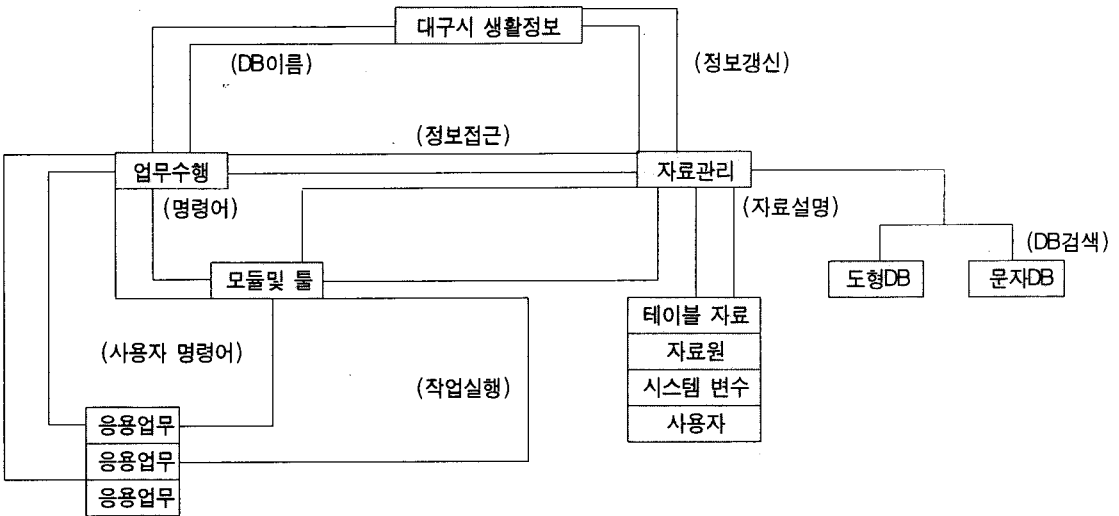 대구시 생활정보
(DB이름)
(정보갱신)
(정보접근)
업무수행
자료관리
(명령어)
(자료설명)
(DB검색)
모듈및 툴
도형DB
문자DB
테이블 자료
자료원
시스템 변수
사용자
(사용자 명령어)
(작업실행)
응용업무
응용업무
응용업무